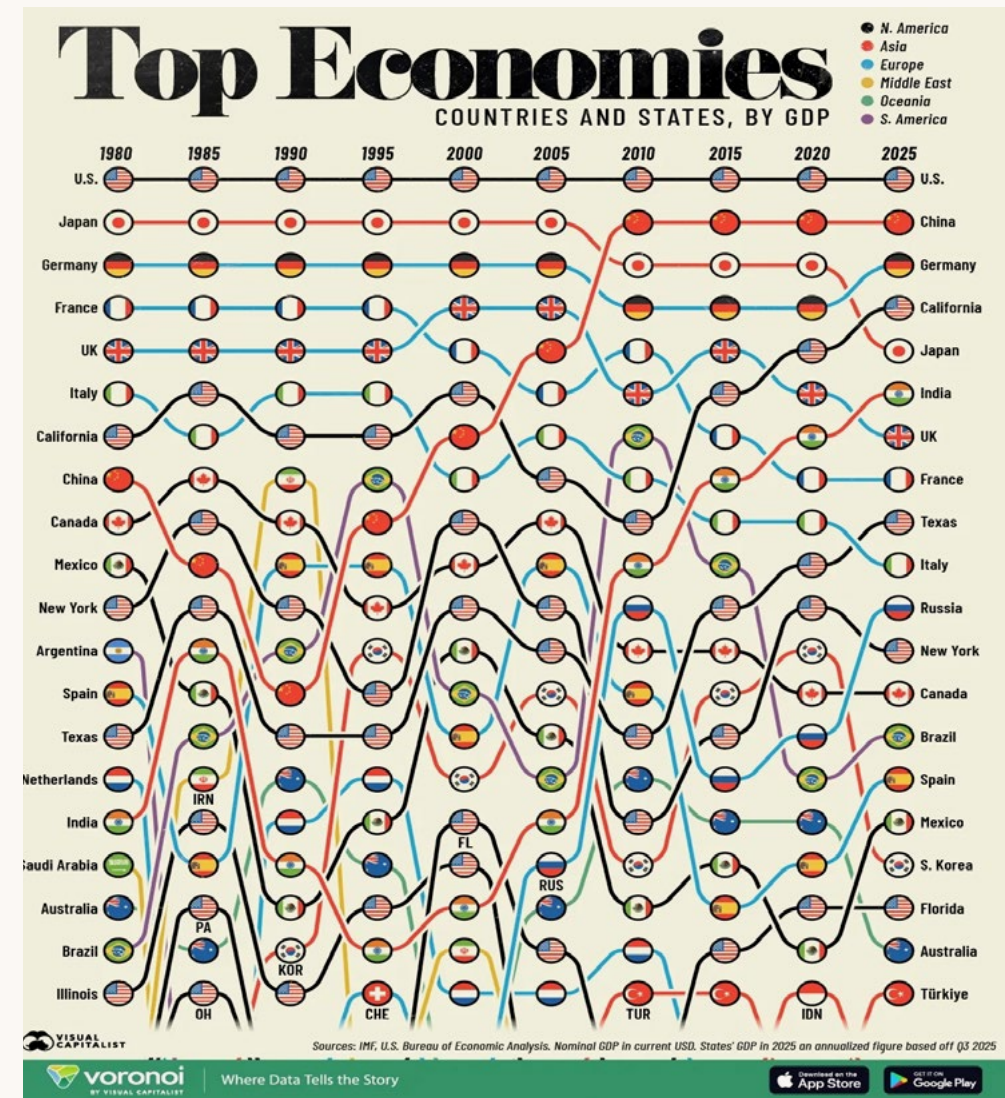 Top Economies
COUNTRIES AND STATES, BY GDP
N. America
Asia
Europe
Middle East
Oceania
S. America
1980 1985 1990 1995 2000 2005 2010 2015 2020 2025
U.S. U.S.
Japan China
Germany Germany
France California
UK Japan
Italy India
California UK
China France
Canada Texas
Mexico Italy
New York Russia
Argentina New York
Spain Canada
Texas Brazil
Netherlands Spain
IRN
India Mexico
FL
Saudi Arabia S. Korea
RUS
Australia Florida
PA
Brazil Australia
KOR
Illinois Türkiye
OH CHE TUR IDN
VISUAL CAPITALIST
Sources: IMF, U.S. Bureau of Economic Analysis. Nominal GDP in current USD. States' GDP in 2025 an annualized figure based off Q3 2025
voronoi
BY VISUAL CAPITALIST
Where Data Tells the Story
Download on the
App Store
GET IT ON
Google Play